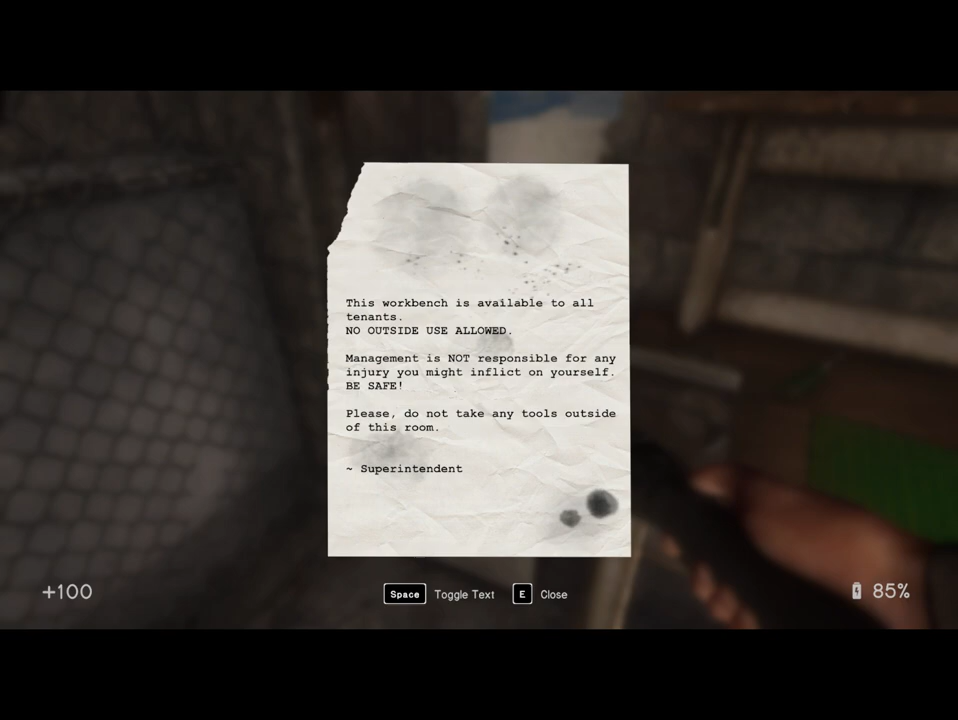 This workbench is available to all
tenants.
NO OUTSIDE USE ALLOWED.
Management is NOT responsible for any
injury you might inflict on yourself.
BE SAFE!
Please, do not take any tools outside
of this room.
~ Superintendent
+100
Space Toggle Text E Close
85%